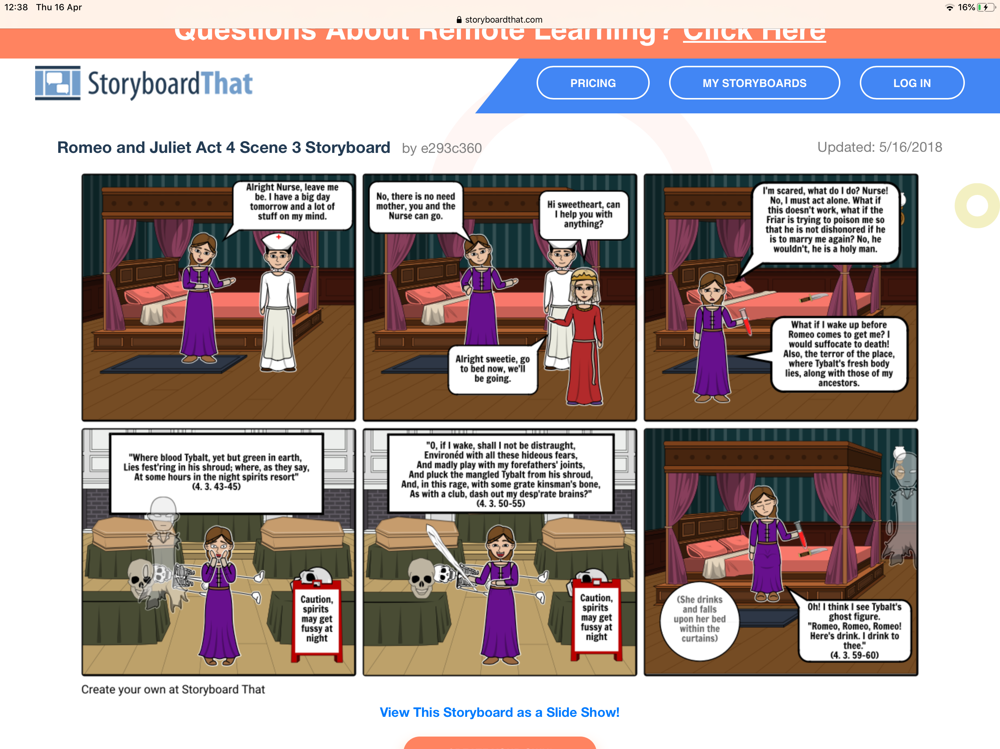 12:38 Thu 16 Apr
16%
storyboardthat.com
Questions About Remote Learning? Click Here
StoryboardThat
PRICING
MY STORYBOARDS
LOG IN
Romeo and Juliet Act 4 Scene 3 Storyboard by e293c360
Updated: 5/16/2018
Alright Nurse, leave me
be. I have a big day
tomorrow and a lot of
stuff on my mind.
No, there is no need
mother, you and the
Nurse can go.
Hi sweetheart, can
I help you with
anything?
Alright sweetie, go
to bed now, we'll
be going.
I'm scared, what do I do? Nurse!
No, I must act alone. What if
this doesn't work, what if the
Friar is trying to poison me so
that he is not dishonored if he
is to marry me again? No, he
wouldn't, he is a holy man.
What if I wake up before
Romeo comes to get me? I
would suffocate to death!
Also, the terror of the place,
where Tybalt's fresh body
lies, along with those of my
ancestors.
"Where blood Tybalt, yet but green in earth,
Lies fest'ring in his shroud; where, as they say,
At some hours in the night spirits resort"
(4. 3. 43-45)
Caution,
spirits
may get
fussy at
night
"O, if I wake, shall I not be distraught,
Environéd with all these hideous fears,
And madly play with my forefathers' joints,
And pluck the mangled Tybalt from his shroud,
And, in this rage, with some grate kinsman's bone,
As with a club, dash out my desp'rate brains?"
(4. 3. 50-55)
Caution,
spirits
may get
fussy at
night
(She drinks
and falls
upon her bed
within the
curtains)
Oh! I think I see Tybalt's
ghost figure.
"Romeo, Romeo, Romeo!
Here's drink. I drink to
thee."
(4. 3. 59-60)
Create your own at Storyboard That
View This Storyboard as a Slide Show!